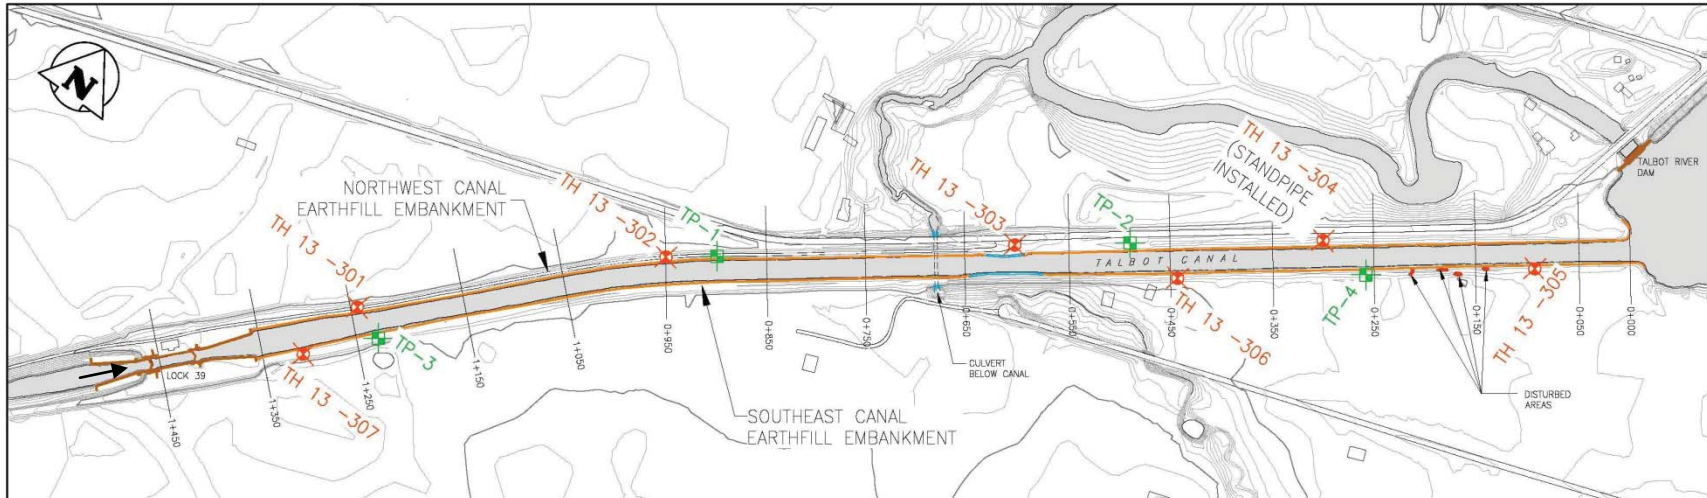 N
TH 13 -301
NORTHWEST CANAL
EARTHFILL EMBANKMENT
TH 13 -302
TP-1
TH 13 -303
TP-2
TH 13 -304
(STANDPIPE
INSTALLED)
TALBOT RIVER
DAM
TALBOT CANAL
LOCK 39
TH 13 -307
TP-3
SOUTHEAST CANAL
EARTHFILL EMBANKMENT
CULVERT
BELOW CANAL
TH 13 -306
TP-4
TH 13 -305
DISTURBED
AREAS
1+450
1+350
1+250
1+150
1+050
0+950
0+850
0+750
0+650
0+550
0+450
0+350
0+250
0+150
0+050
0+000